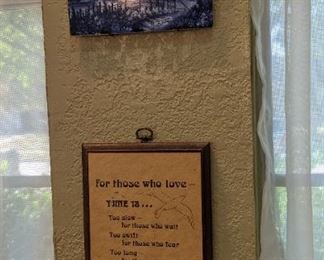 For those who love—
TIME IS...
Too slow—
for those who wait
Too swift
for those who fear
Too long